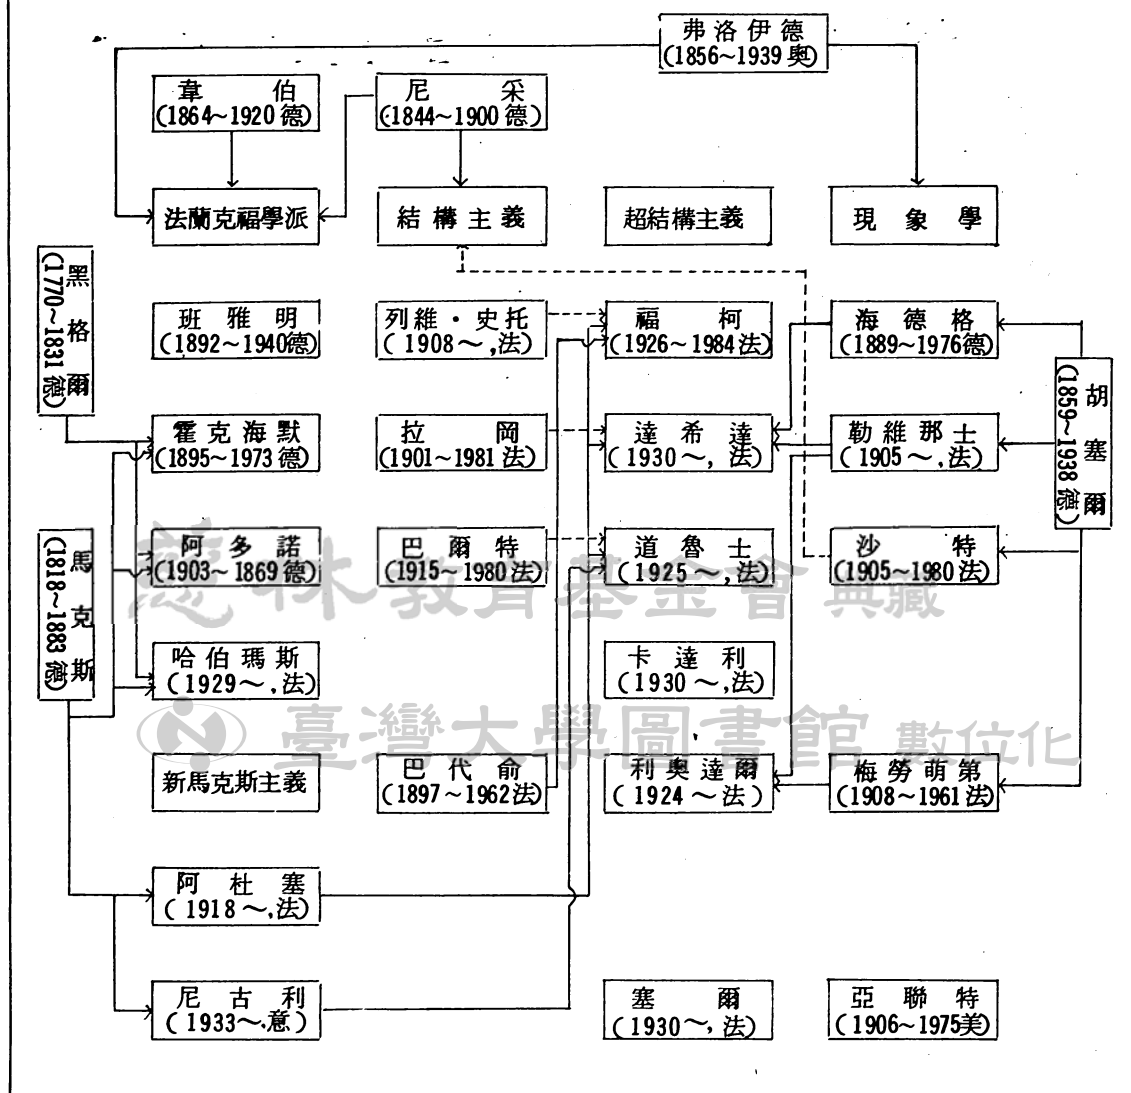 弗洛伊德
(1856～1939奧)
韋伯
(1864～1920德)
尼采
(1844～1900德)
法蘭克福學派
結構主義
超結構主義
現象學
黑格爾
(1770～1831德)
班雅明
(1892～1940德)
列維・史托
(1908～,法)
福柯
(1926～1984法)
海德格
(1889～1976德)
胡塞爾
(1859～1938德)
霍克海默
(1895～1973德)
拉岡
(1901～1981法)
達希達
(1930～,法)
勒維那士
(1905～,法)
馬克斯
(1818～1883德)
阿多諾
(1903～1869德)
巴爾特
(1915～1980法)
道魯士
(1925～,法)
沙特
(1905～1980法)
慈林教育基金會典藏
哈伯瑪斯
(1929～,法)
卡達利
(1930～,法)
臺灣大學圖書館數位化
新馬克斯主義
巴代俞
(1897～1962法)
利奧達爾
(1924～法)
梅勞萌第
(1908～1961法)
阿杜塞
(1918～,法)
尼古利
(1933～.意)
塞爾
(1930～,法)
亞聯特
(1906～1975美)